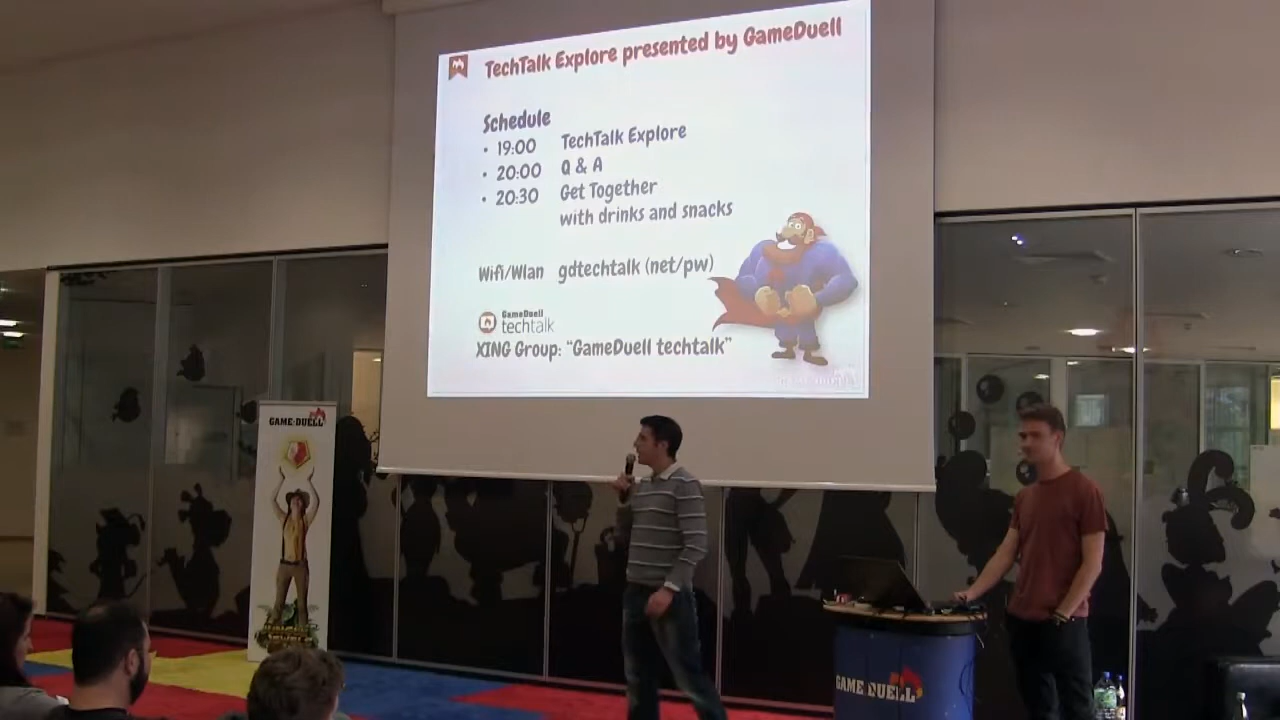 TechTalk Explore presented by GameDuell
Schedule
• 19:00 TechTalk Explore
• 20:00 Q & A
• 20:30 Get Together
with drinks and snacks
Wifi/Wlan gdtechtalk (net/pw)
GameDuell
techtalk
XING Group: “GameDuell techtalk”
GAME DUELL
GAME DUELL